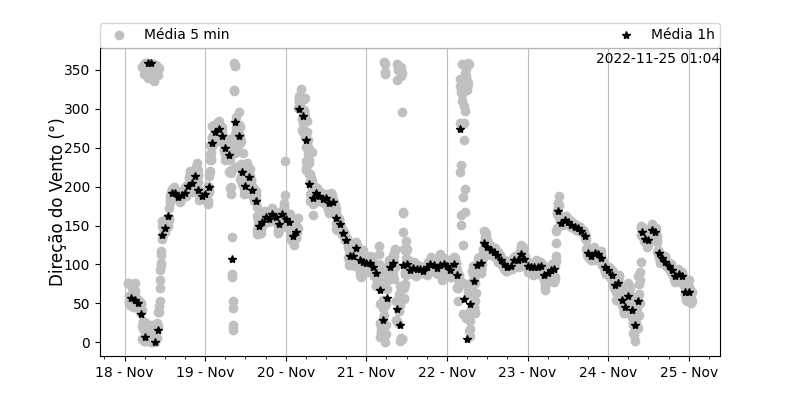 Média 5 min
Média 1h
2022-11-25 01:04
Direção do Vento (°)
350
300
250
200
150
100
50
0
18 - Nov
19 - Nov
20 - Nov
21 - Nov
22 - Nov
23 - Nov
24 - Nov
25 - Nov